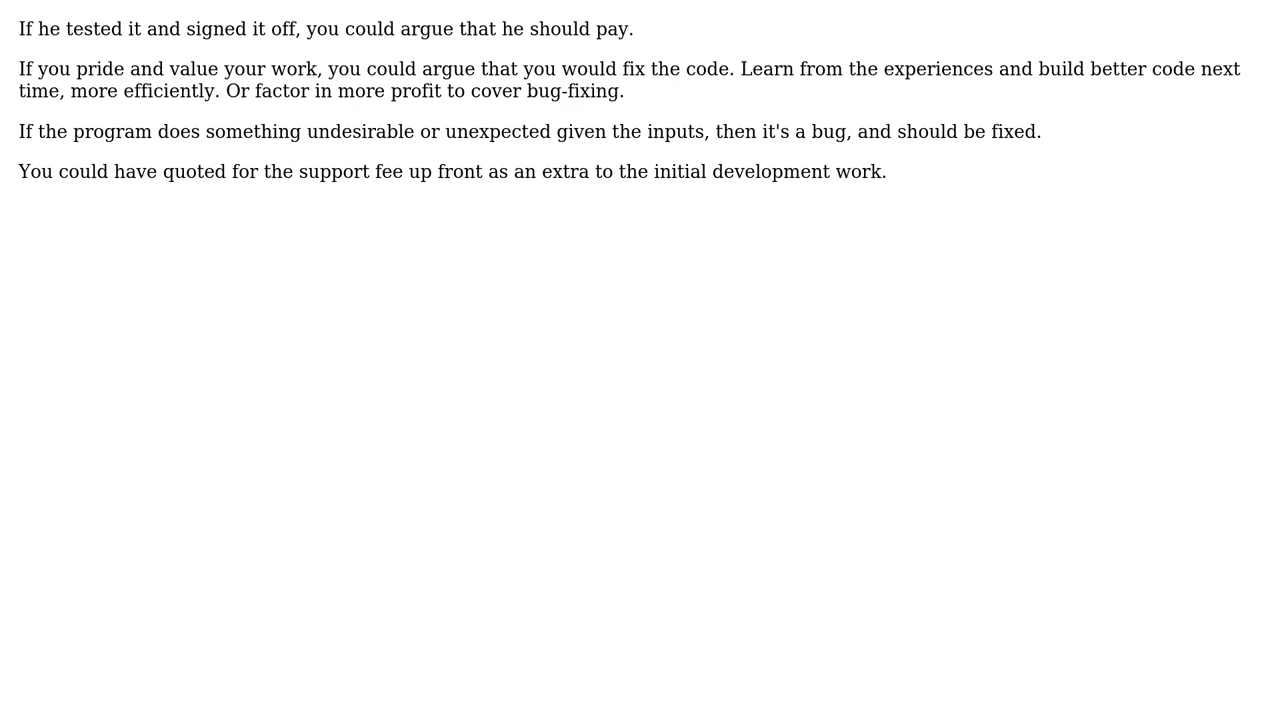 If he tested it and signed it off, you could argue that he should pay.
If you pride and value your work, you could argue that you would fix the code. Learn from the experiences and build better code next
time, more efficiently. Or factor in more profit to cover bug-fixing.
If the program does something undesirable or unexpected given the inputs, then it's a bug, and should be fixed.
You could have quoted for the support fee up front as an extra to the initial development work.